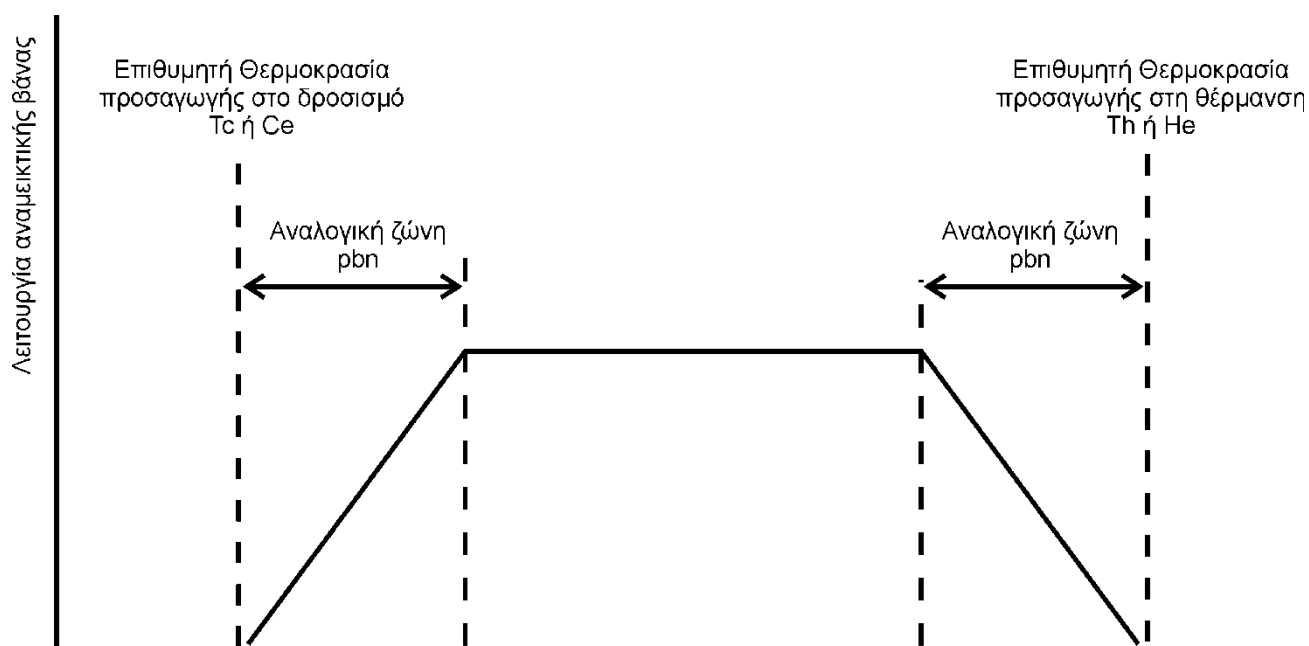 Λειτουργία αναμεικτικής βάνας
Επιθυμητή Θερμοκρασία
προσαγωγής στο δροσισμό
Tc ή Ce
Επιθυμητή Θερμοκρασία
προσαγωγής στη θέρμανση
Th ή He
Αναλογική ζώνη
pbn
Αναλογική ζώνη
pbn